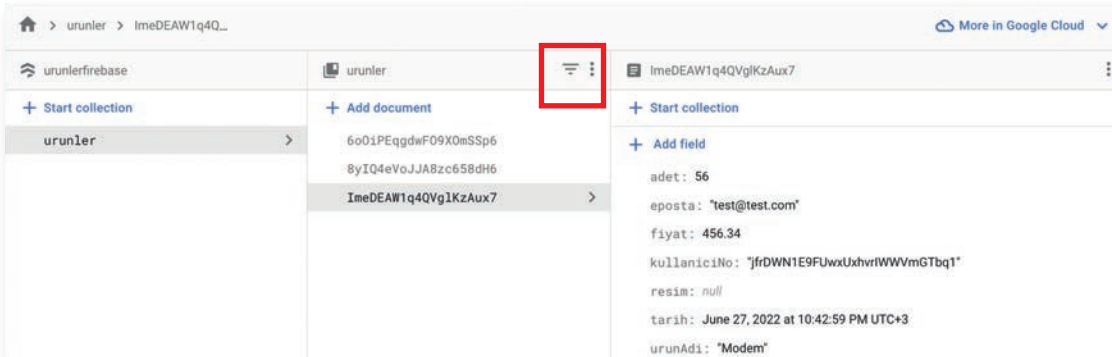 urunler > ImeDEAW1q4Q...
More in Google Cloud
urunlerfirebase
urunler
ImeDEAW1q4QVglKzAux7
+ Start collection
+ Add document
+ Start collection
urunler
6oOiPEqgdwFO9XOmSSp6
+ Add field
8yIQ4eVoJJA8zc658dH6
adet: 56
ImeDEAW1q4QVglKzAux7
eposta: "test@test.com"
fiyat: 456.34
kullaniciNo: "jfrDWN1E9FUwxUxhvrIWWVmGTbq1"
resim: null
tarih: June 27, 2022 at 10:42:59 PM UTC+3
urunAdi: "Modem"